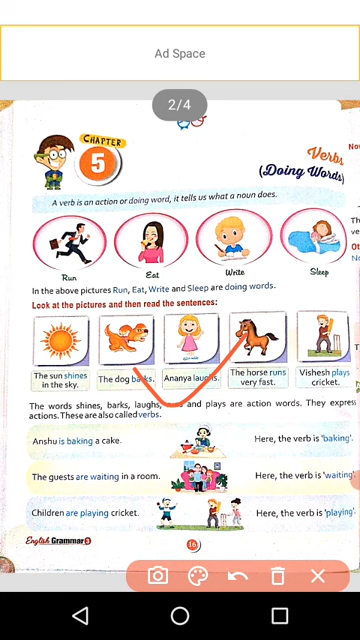 Ad Space
2/4
CHAPTER
5
Verbs
(Doing Words)
A verb is an action or doing word, it tells us what a noun does.
Run Eat Write Sleep
In the above pictures Run, Eat, Write and Sleep are doing words.
Look at the pictures and then read the sentences:
The sun shines
in the sky.
The dog barks.
Ananya laughs.
The horse runs
very fast.
Vishesh plays
cricket.
The words shines, barks, laughs, and plays are action words. They express
actions. These are also called verbs.
Anshu is baking a cake. Here, the verb is 'baking'.
The guests are waiting in a room. Here, the verb is 'waiting'.
Children are playing cricket. Here, the verb is 'playing'.
English Grammar 3
16